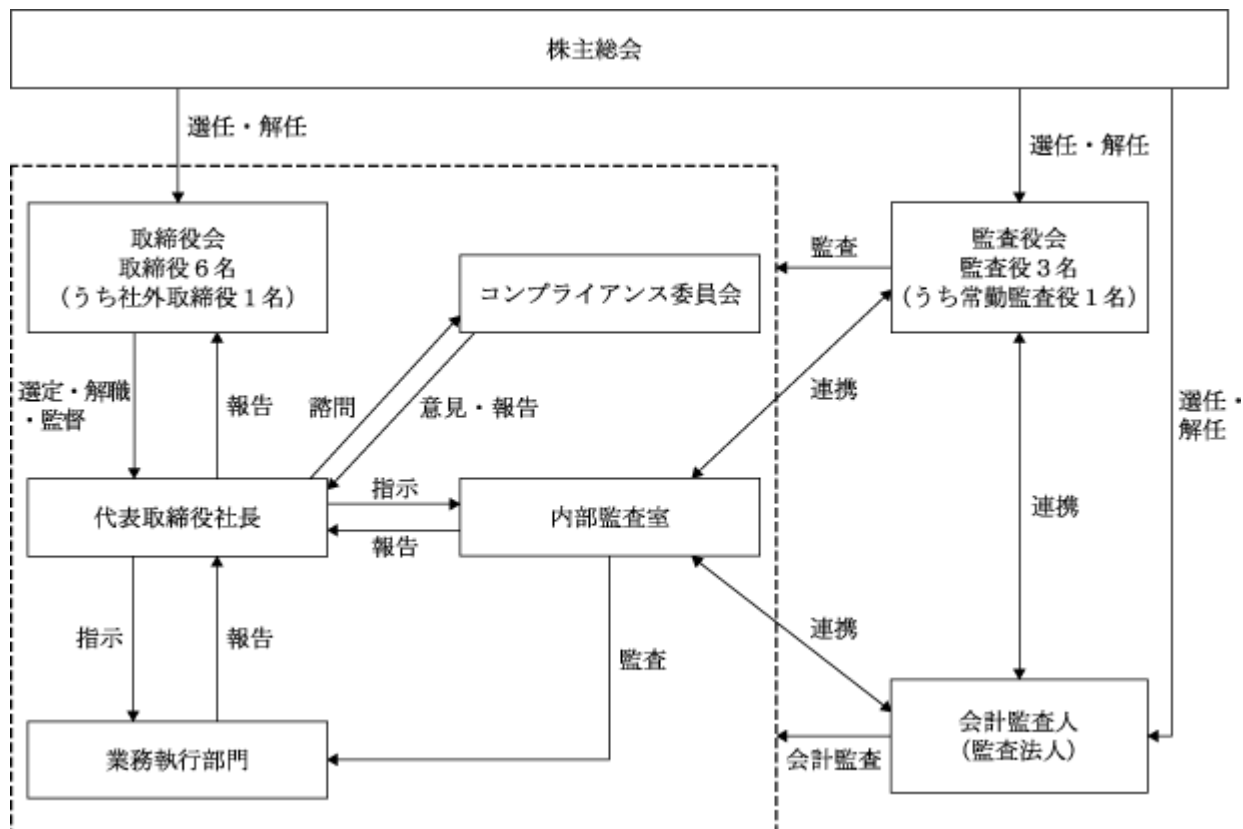 株主総会
選任・解任
選任・解任
取締役会
取締役6名
(うち社外取締役1名)
監査
監査役会
監査役3名
(うち常勤監査役1名)
コンプライアンス委員会
選定・解職
・監督
報告
諮問
意見・報告
連携
選任・
解任
代表取締役社長
指示
報告
内部監査室
連携
指示
報告
監査
連携
業務執行部門
会計監査
会計監査人
(監査法人)